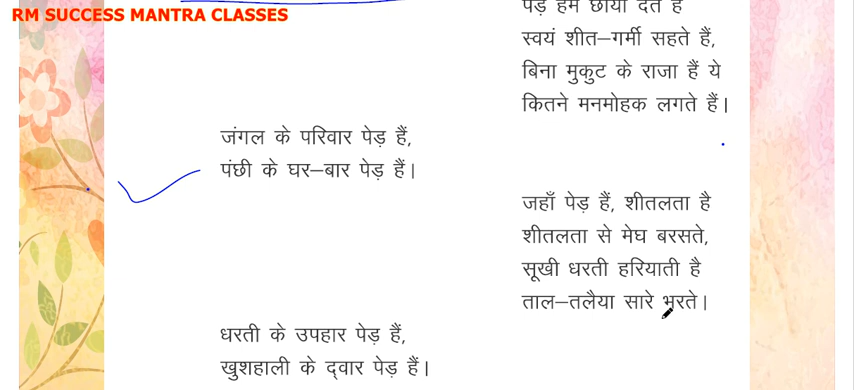 RM SUCCESS MANTRA CLASSES
पेड़ हमें छाया देते हैं
स्वयं शीत–गर्मी सहते हैं,
बिना मुकुट के राजा हैं ये
कितने मनमोहक लगते हैं।
जंगल के परिवार पेड़ हैं,
पंछी के घर–बार पेड़ हैं।
जहाँ पेड़ हैं, शीतलता है
शीतलता से मेघ बरसते,
सूखी धरती हरियाती है
ताल–तलैया सारे भरते।
धरती के उपहार पेड़ हैं,
खुशहाली के द्वार पेड़ हैं।